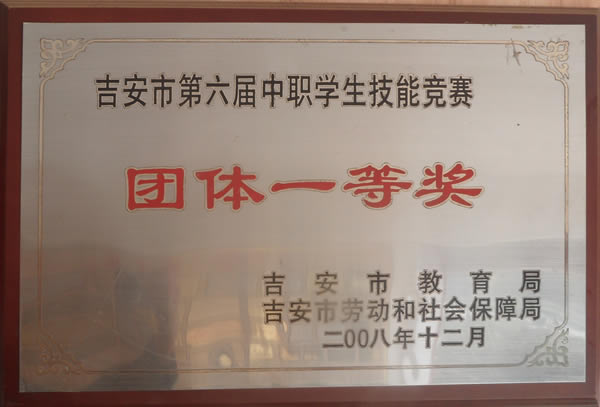 吉安市第六届中职学生技能竞赛
团体一等奖
吉安市教育局
吉安市劳动和社会保障局
二00八年十二月